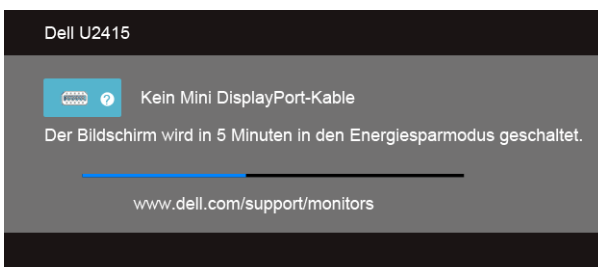 Dell U2415
Kein Mini DisplayPort-Kable
Der Bildschirm wird in 5 Minuten in den Energiesparmodus geschaltet.
www.dell.com/support/monitors